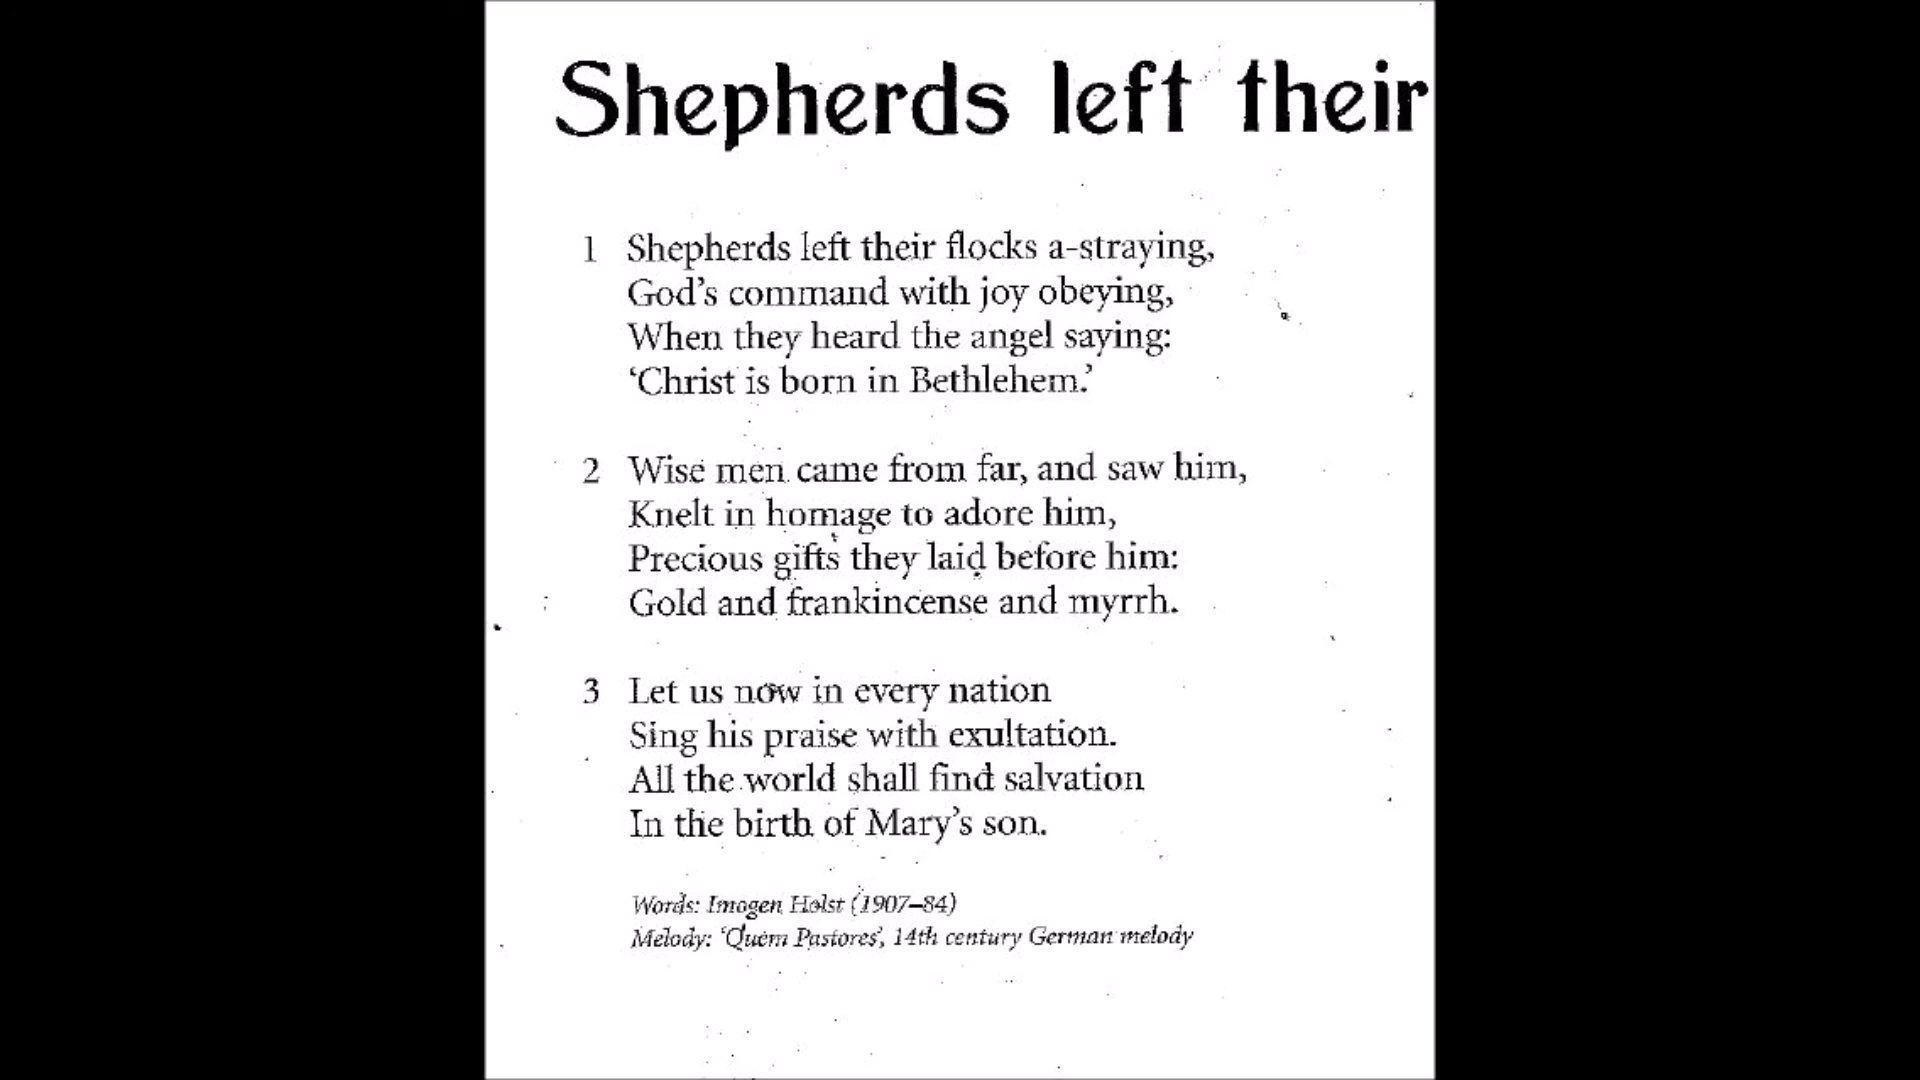 Shepherds left their
1 Shepherds left their flocks a-straying,
God's command with joy obeying,
When they heard the angel saying:
‘Christ is born in Bethlehem.’
2 Wise men came from far, and saw him,
Knelt in homage to adore him,
Precious gifts they laid before him:
Gold and frankincense and myrrh.
3 Let us now in every nation
Sing his praise with exultation.
All the world shall find salvation
In the birth of Mary's son.
Words: Imogen Holst (1907–84)
Melody: ‘Quem Pastores’, 14th century German melody